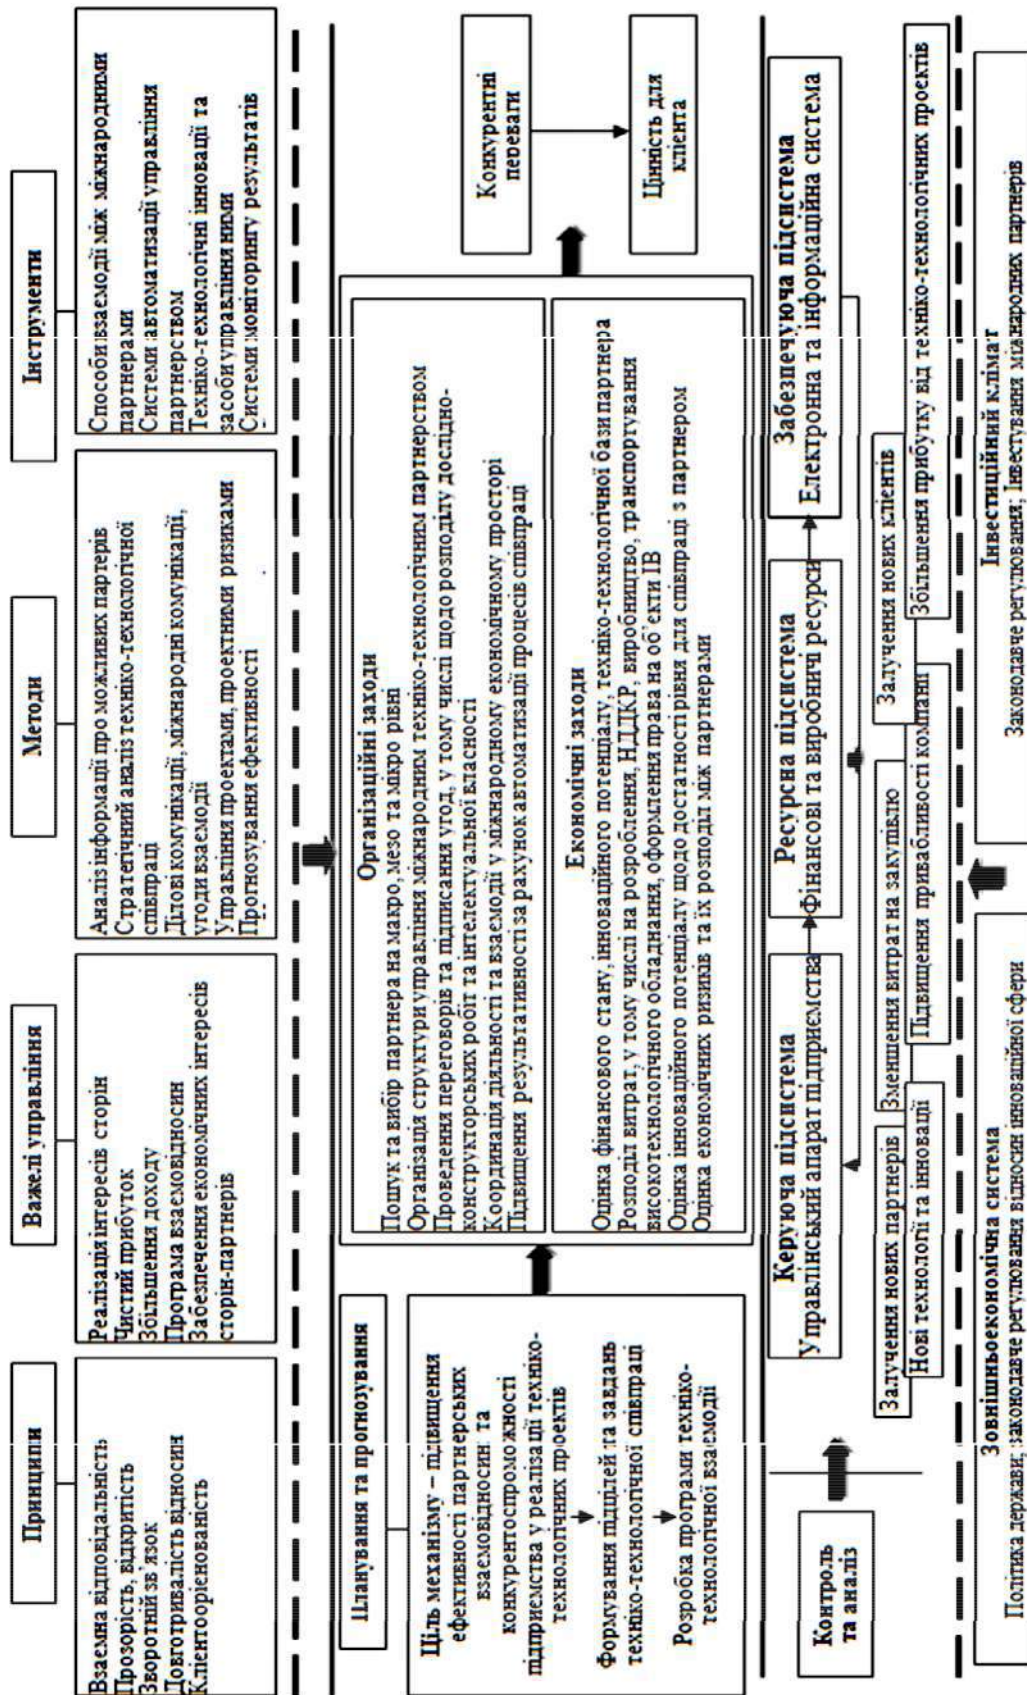 Принципи
Взаємна відповідальність
Прозорість, відкритість
Зворотній зв'язок
Довготривалість відносин
Клієнтоорієнованість
Важелі управління
Реалізація інтересів сторін
Чистий прибуток
Збільшення доходу
Програма взаємовідносин
Забезпечення економічних інтересів
сторін-партнерів
Методи
Аналіз інформації про можливих партерів
Стратегічний аналіз техніко-технологічної
співпраці
Ділові комунікації, міжнародні комунікації,
угоди взаємодії
Управління проектами, проектними ризиками
Прогнозування ефективності
Інструменти
Способи взаємодії між міжнародними
партнерами
Системи автоматизації управління
партнерством
Техніко-технологічні інновації та
засоби управління ними
Системи моніторингу результатів
Планування та прогнозування
Ціль механізму – підвищення
ефективності партнерських
взаємовідносин та
конкурентоспроможності
підприємства у реалізації техніко-
технологічних проектів
Формування підцілей та завдань
техніко-технологічної співпраці
Розробка програми техніко-
технологічної взаємодії
Організаційні заходи
Пошук та вибір партнера на макро, мезо та мікро рівні
Організація структури управління міжнародним техніко-технологічним партнерством
Проведення переговорів та підписання угод, у тому числі щодо розподілу дослідно-
конструкторських робіт та інтелектуальної власності
Координація діяльності та взаємодії у міжнародному економічному просторі
Підвищення результативності за рахунок автоматизації процесів співпраці
Економічні заходи
Оцінка фінансового стану, інноваційного потенціалу, техніко-технологічної бази партнера
Розподіл витрат, у тому числі на розроблення, НДДКР, виробництво, транспортування
високотехнологічного обладнання, оформлення права на об'єкти ІВ
Оцінка інноваційного потенціалу щодо достатності рівня для співпраці з партнером
Оцінка економічних ризиків та їх розподіл між партнерами
Конкурентні
переваги
Цінність для
клієнта
Контроль
та аналіз
Керуюча підсистема
Управлінський апарат підприємства
Ресурсна підсистема
Фінансові та виробничі ресурси
Забезпечуюча підсистема
Електронна та інформаційна система
Залучення нових партнерів
Зменшення витрат на закупівлю
Залучення нових клієнтів
Нові технології та інновації
Підвищення привабливості компанії
Збільшення прибутку від техніко-технологічних проектів
Зовнішньоекономічна система
Політика держави, законодавче регулювання відносин інноваційної сфери
Інвестиційний клімат
Законодавче регулювання, Інвестування міжнародних партнерів